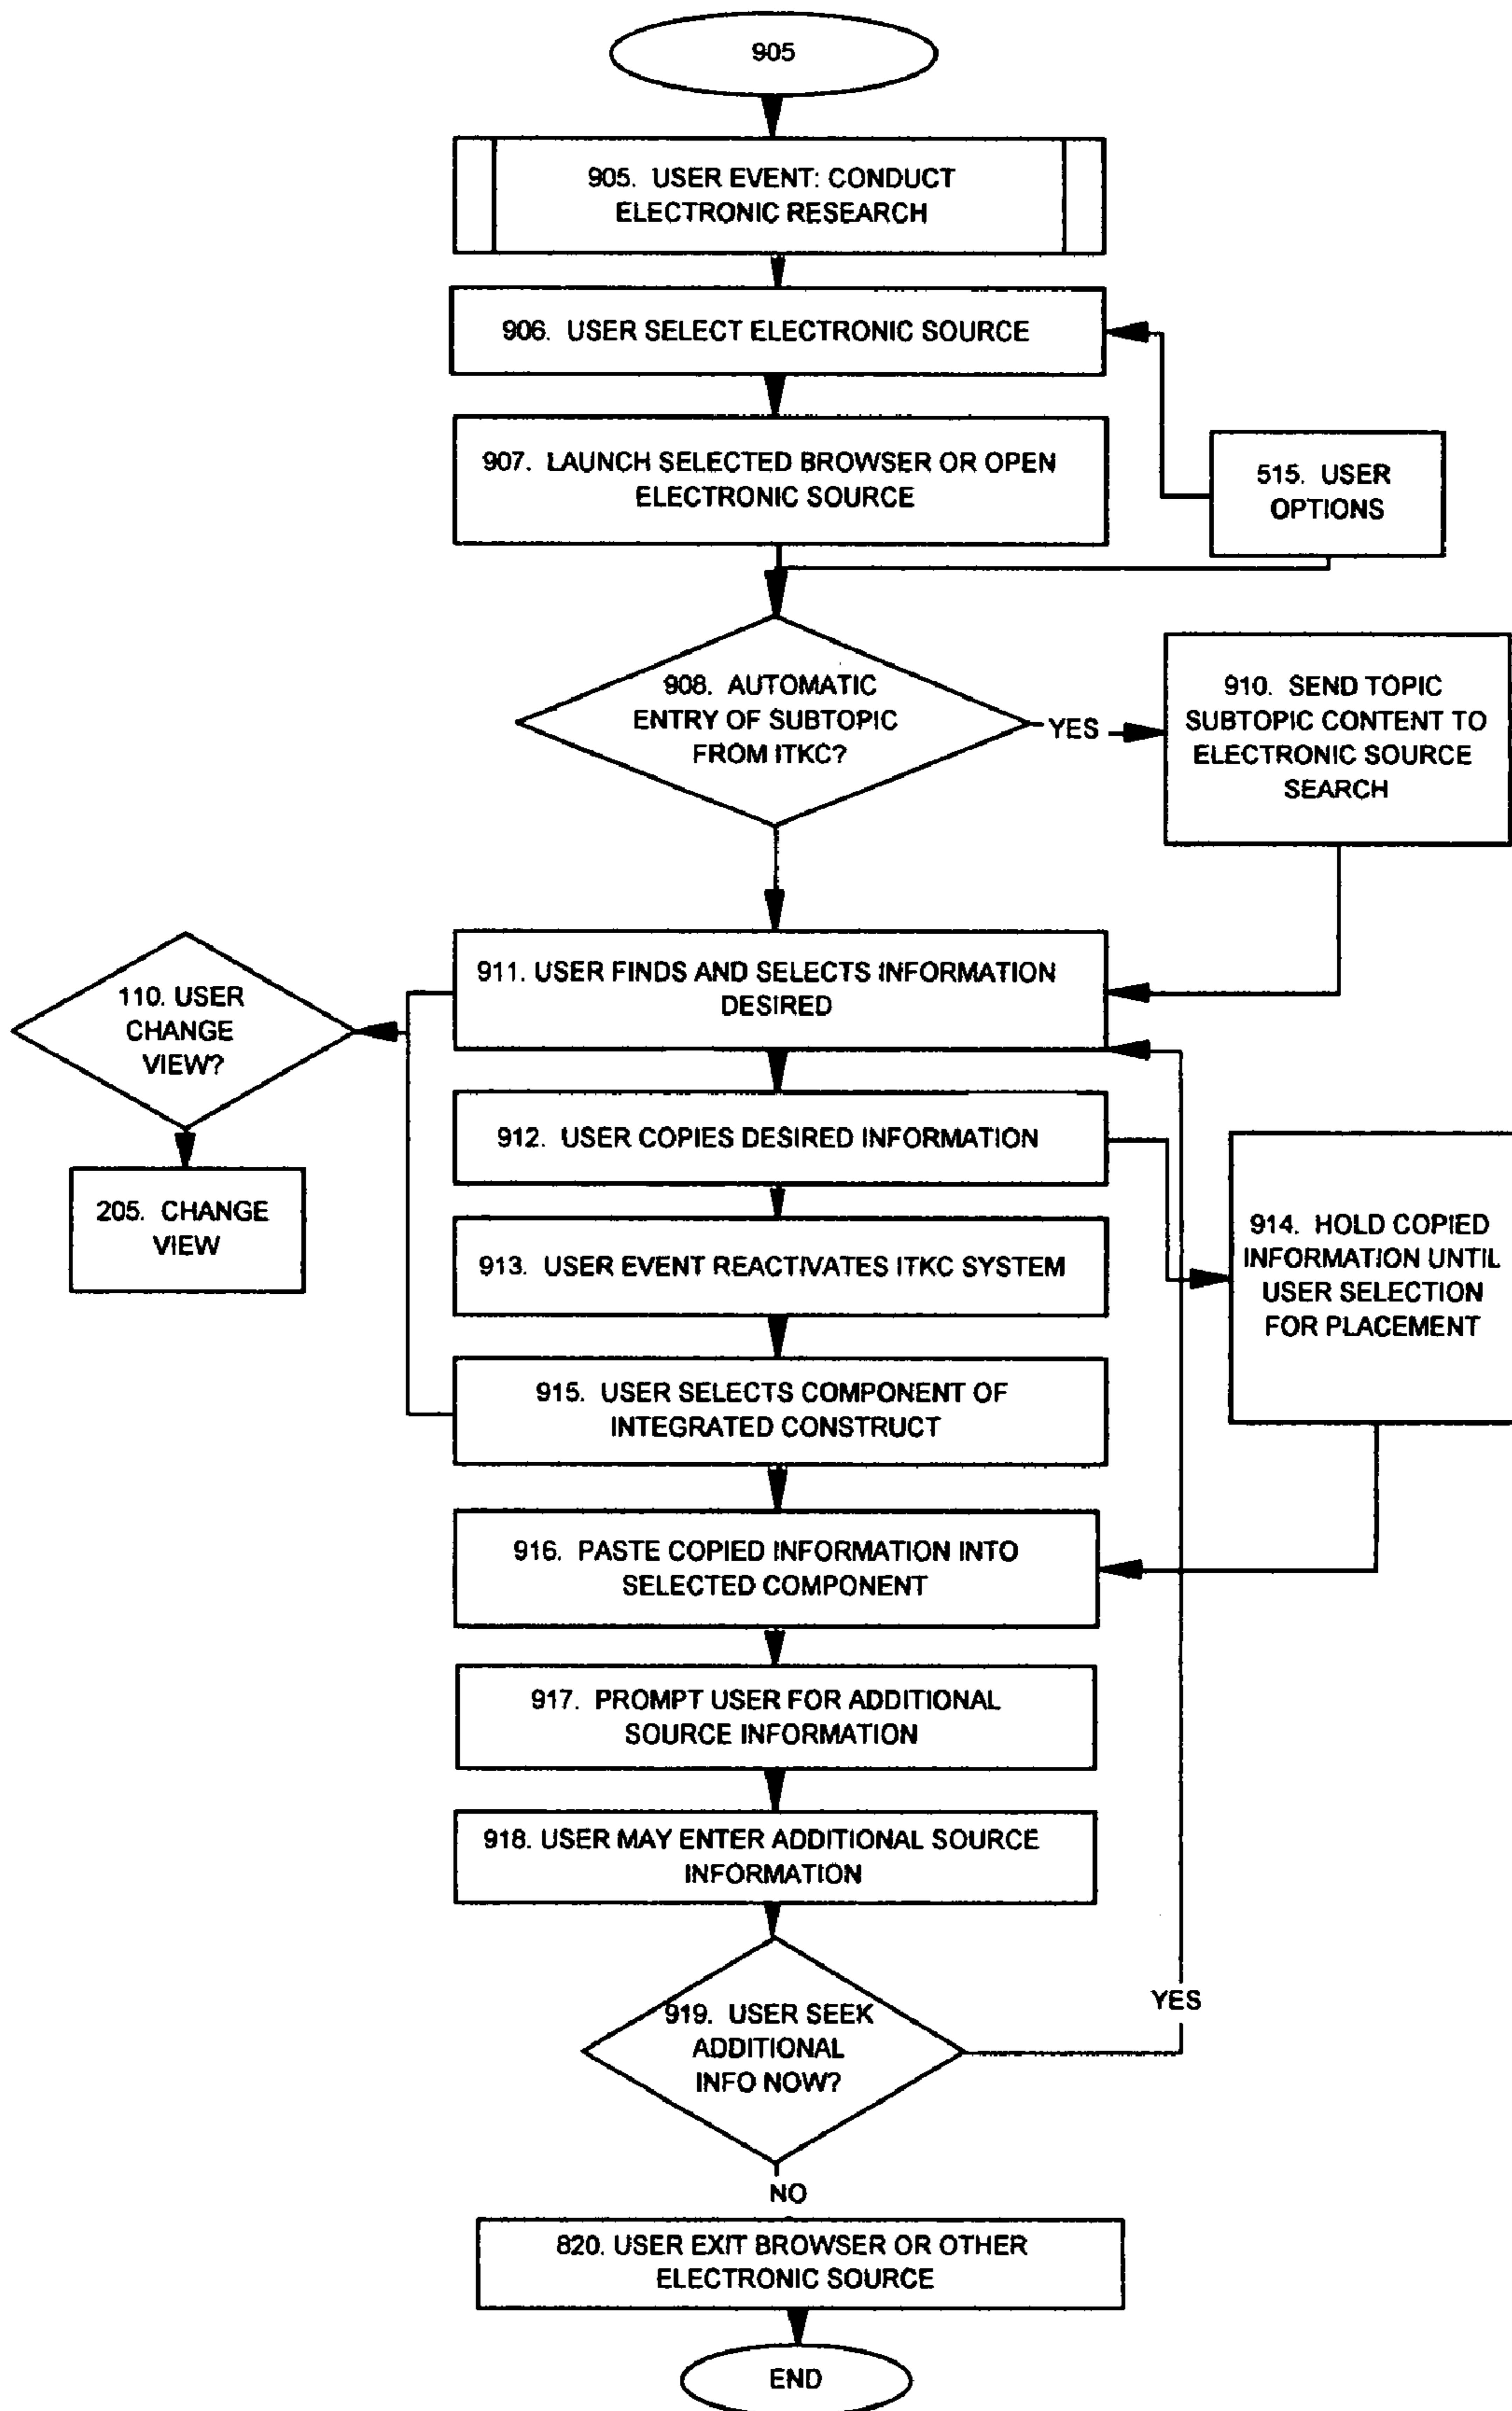 905
905. USER EVENT: CONDUCT
ELECTRONIC RESEARCH
906. USER SELECT ELECTRONIC SOURCE
907. LAUNCH SELECTED BROWSER OR OPEN
ELECTRONIC SOURCE
515. USER
OPTIONS
908. AUTOMATIC
ENTRY OF SUBTOPIC
FROM ITKC?
YES
910. SEND TOPIC
SUBTOPIC CONTENT TO
ELECTRONIC SOURCE
SEARCH
911. USER FINDS AND SELECTS INFORMATION
DESIRED
110. USER
CHANGE
VIEW?
205. CHANGE
VIEW
912. USER COPIES DESIRED INFORMATION
913. USER EVENT REACTIVATES ITKC SYSTEM
914. HOLD COPIED
INFORMATION UNTIL
USER SELECTION
FOR PLACEMENT
915. USER SELECTS COMPONENT OF
INTEGRATED CONSTRUCT
916. PASTE COPIED INFORMATION INTO
SELECTED COMPONENT
917. PROMPT USER FOR ADDITIONAL
SOURCE INFORMATION
918. USER MAY ENTER ADDITIONAL SOURCE
INFORMATION
919. USER SEEK
ADDITIONAL
INFO NOW?
YES
NO
820. USER EXIT BROWSER OR OTHER
ELECTRONIC SOURCE
END